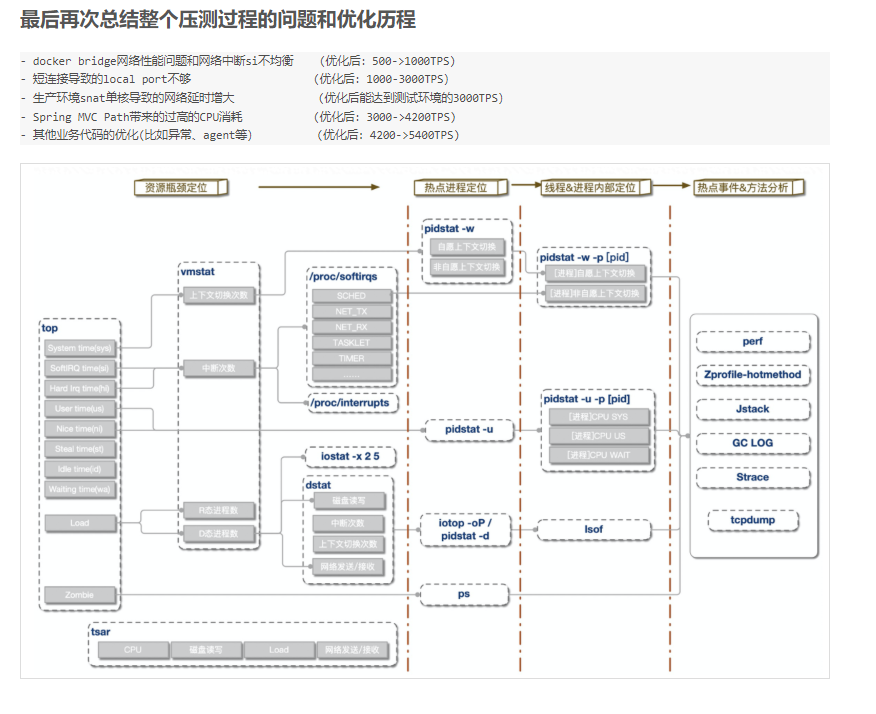 最后再次总结整个压测过程的问题和优化历程
- docker bridge网络性能问题和网络中断si不均衡 (优化后: 500->1000TPS)
- 短连接导致的local port不够 (优化后: 1000-3000TPS)
- 生产环境snat单核导致的网络延时增大 (优化后能达到测试环境的3000TPS)
- Spring MVC Path带来的过高的CPU消耗 (优化后: 3000->4200TPS)
- 其他业务代码的优化(比如异常、agent等) (优化后: 4200->5400TPS)
资源瓶颈定位
热点进程定位
线程&进程内部定位
热点事件&方法分析
top
System time(sys)
SoftIRQ time(si)
Hard Irq time(hi)
User time(us)
Nice time(ni)
Steal time(st)
Idle time(id)
Waiting time(wa)
Load
Zombie
vmstat
上下文切换次数
中断次数
R态进程数
D态进程数
/proc/softirqs
SCHED
NET_TX
NET_RX
TASKLET
TIMER
......
/proc/interrupts
iostat -x 2 5
dstat
磁盘读写
中断次数
上下文切换次数
网络发送/接收
tsar
CPU
磁盘读写
Load
网络发送/接收
pidstat -w
自愿上下文切换
非自愿上下文切换
pidstat -u
iotop -oP /
pidstat -d
ps
pidstat -w -p [pid]
[进程]自愿上下文切换
[进程]非自愿上下文切换
pidstat -u -p [pid]
[进程]CPU SYS
[进程]CPU US
[进程]CPU WAIT
lsof
perf
Zprofile-hotmethod
Jstack
GC LOG
Strace
tcpdump